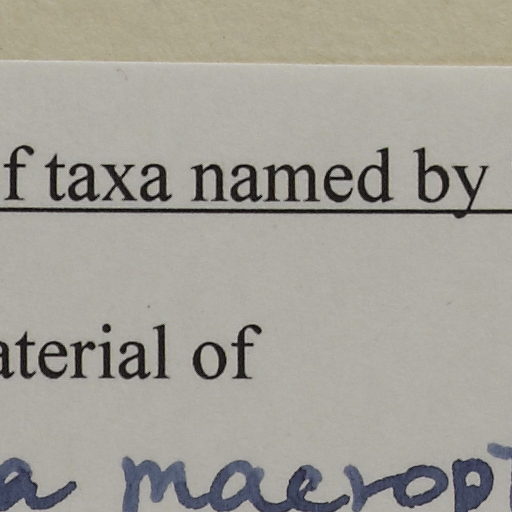 f taxa named by
aterial of
a macrop